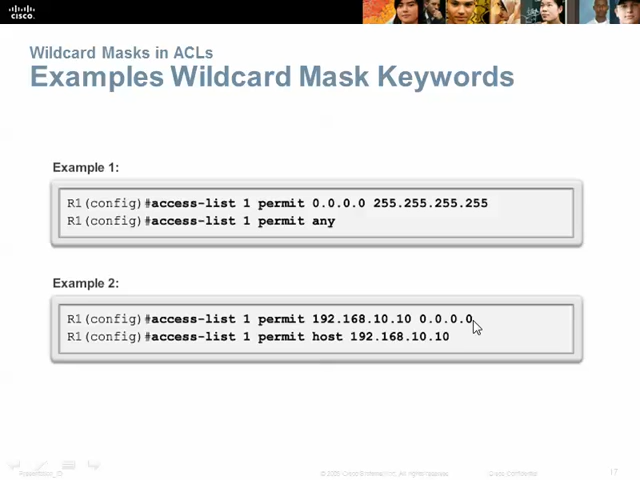 CISCO.
Wildcard Masks in ACLs
Examples Wildcard Mask Keywords
Example 1:
R1(config)#access-list 1 permit 0.0.0.0 255.255.255.255
R1(config)#access-list 1 permit any
Example 2:
R1(config)#access-list 1 permit 192.168.10.10 0.0.0.0
R1(config)#access-list 1 permit host 192.168.10.10
Presentation_ID
Cisco Confidential
17